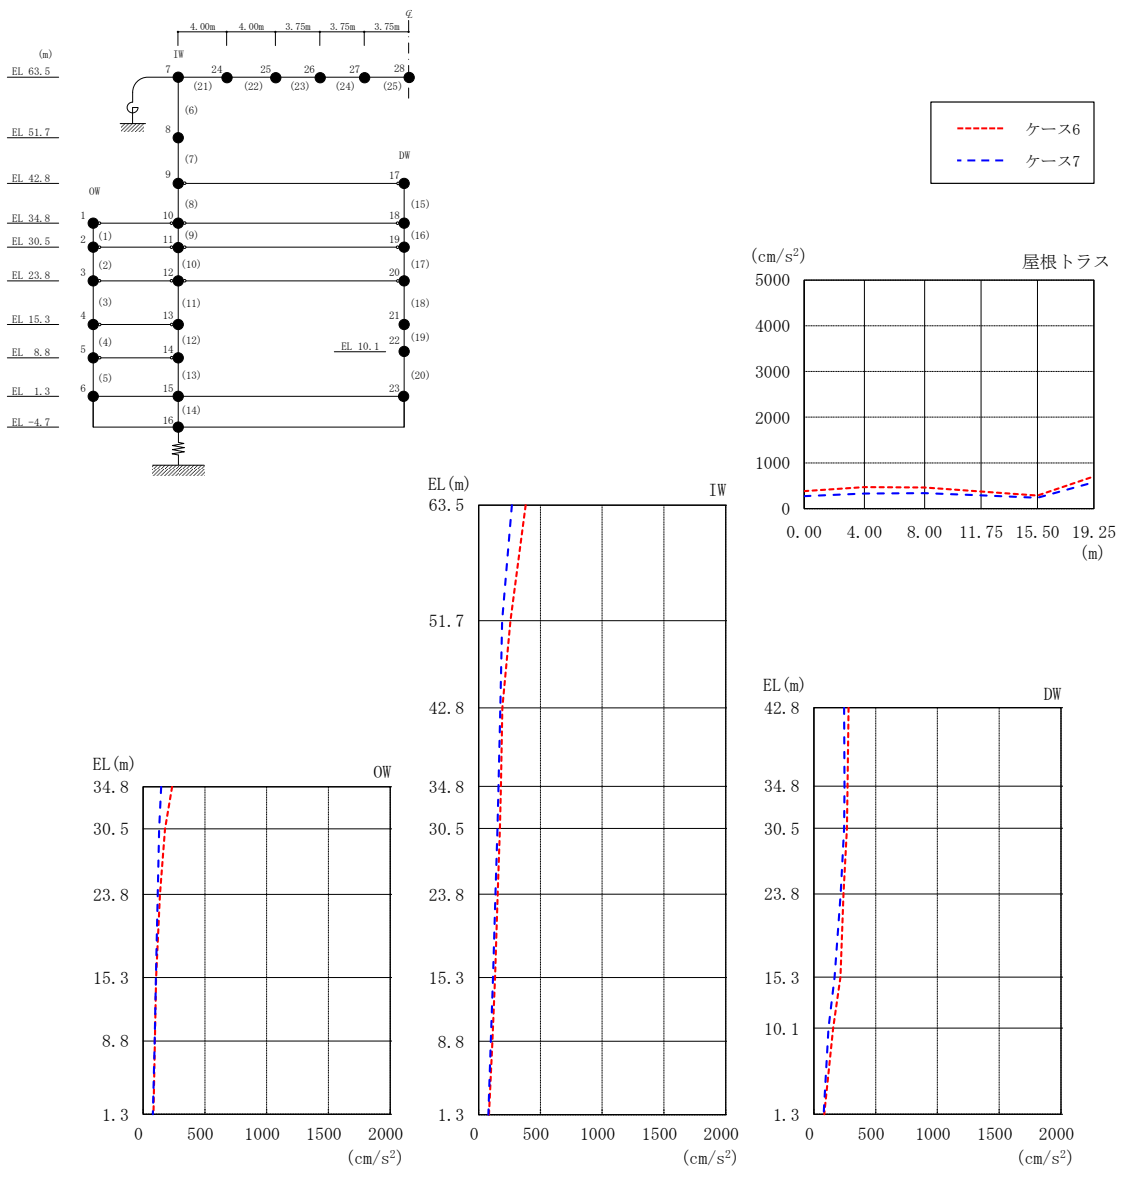 ℄
4.00m 4.00m 3.75m 3.75m 3.75m
(m) IW
EL 63.5 7 24 25 26 27 28
(21) (22) (23) (24) (25)
(6)
EL 51.7 8
(7) DW
EL 42.8 9 17
OW
(8) (15)
EL 34.8 1 10 18
(1) (9) (16)
EL 30.5 2 11 19
(2) (10) (17)
EL 23.8 3 12 20
(3) (11) (18)
EL 15.3 4 13 21
(4) (12) (19)
EL 8.8 5 14 EL 10.1 22
(5) (13) (20)
EL 1.3 6 15 23
(14)
EL -4.7 16
ケース6
ケース7
(cm/s²) 屋根トラス
5000
4000
3000
2000
1000
0
0.00 4.00 8.00 11.75 15.50 19.25
(m)
EL(m) IW
63.5
51.7
42.8
34.8
30.5
23.8
15.3
8.8
1.3
0 500 1000 1500 2000
(cm/s²)
EL(m) OW
34.8
30.5
23.8
15.3
8.8
1.3
0 500 1000 1500 2000
(cm/s²)
EL(m) DW
42.8
34.8
30.5
23.8
15.3
10.1
1.3
0 500 1000 1500 2000
(cm/s²)